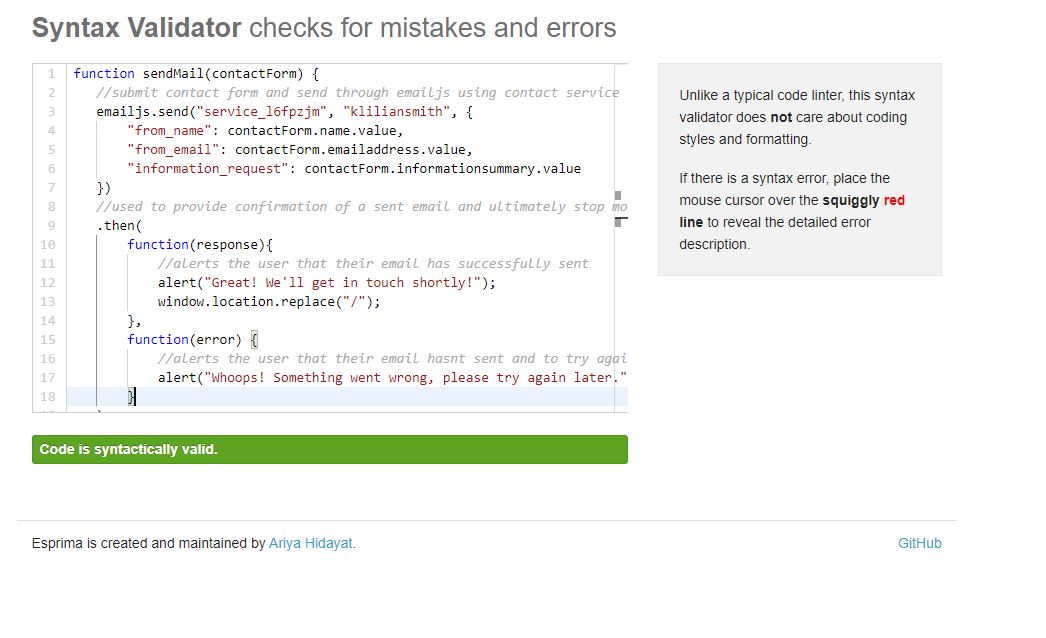 Syntax Validator checks for mistakes and errors
1 function sendMail(contactForm) {
2 //submit contact form and send through emailjs using contact service
3 emailjs.send("service_l6fpzjm", "kliliansmith", {
4 "from_name": contactForm.name.value,
5 "from_email": contactForm.emailaddress.value,
6 "information_request": contactForm.informationsummary.value
7 })
8 //used to provide confirmation of a sent email and ultimately stop mo
9 .then(
10 function(response){
11 //alerts the user that their email has successfully sent
12 alert("Great! We'll get in touch shortly!");
13 window.location.replace("/");
14 },
15 function(error) {
16 //alerts the user that their email hasnt sent and to try agai
17 alert("Whoops! Something went wrong, please try again later."
18 }
Code is syntactically valid.
Unlike a typical code linter, this syntax
validator does not care about coding
styles and formatting.
If there is a syntax error, place the
mouse cursor over the squiggly red
line to reveal the detailed error
description.
Esprima is created and maintained by Ariya Hidayat.
GitHub